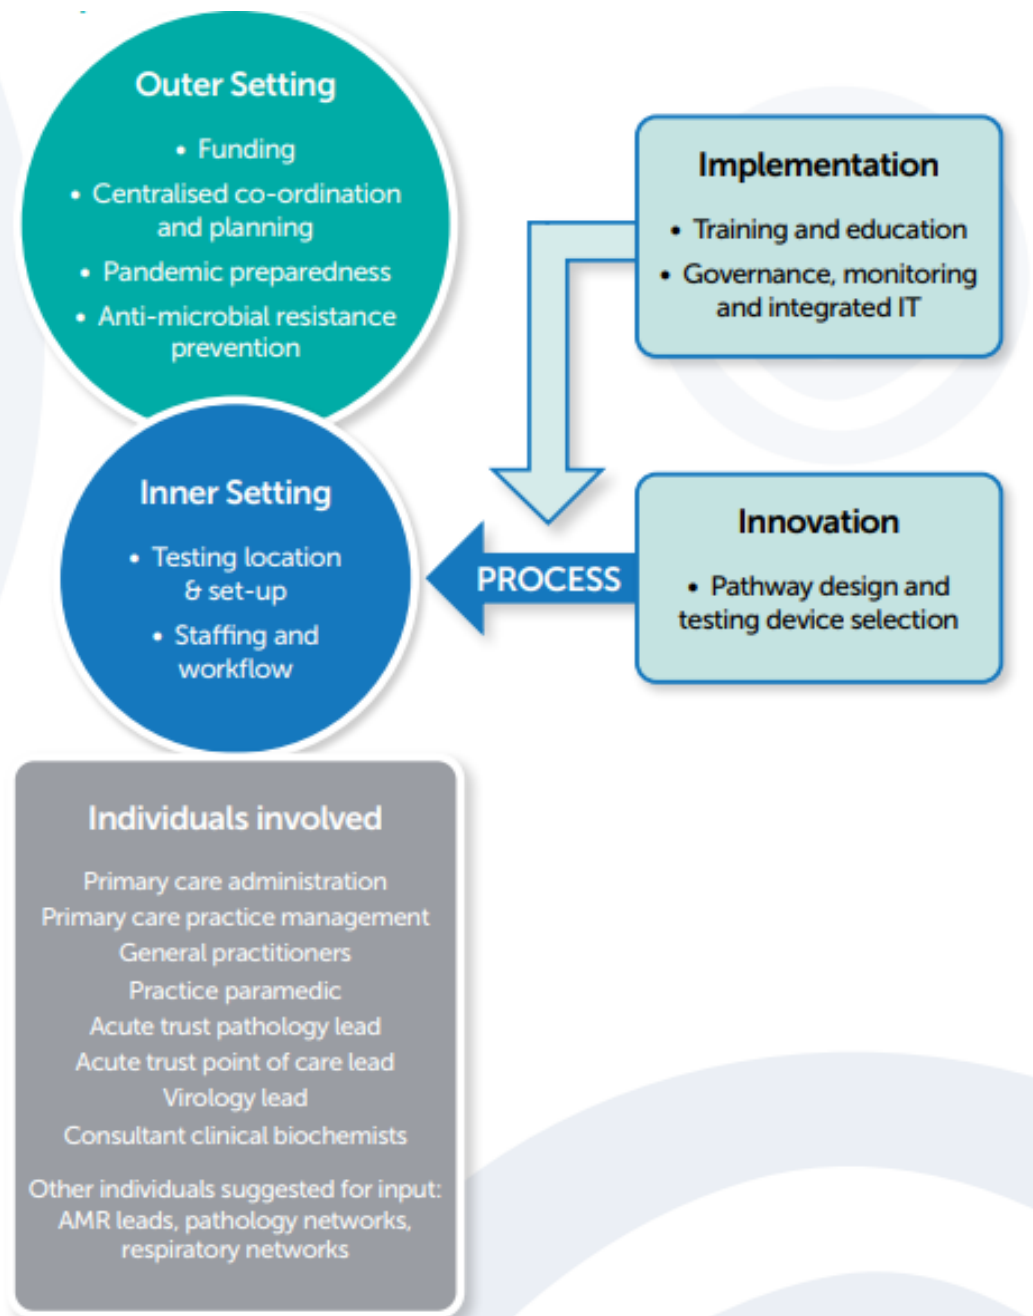 Outer Setting
• Funding
• Centralised co-ordination
and planning
• Pandemic preparedness
• Anti-microbial resistance
prevention
Inner Setting
• Testing location
& set-up
• Staffing and
workflow
Individuals involved
Primary care administration
Primary care practice management
General practitioners
Practice paramedic
Acute trust pathology lead
Acute trust point of care lead
Virology lead
Consultant clinical biochemists
Other individuals suggested for input:
AMR leads, pathology networks,
respiratory networks
Implementation
• Training and education
• Governance, monitoring
and integrated IT
PROCESS
Innovation
• Pathway design and
testing device selection